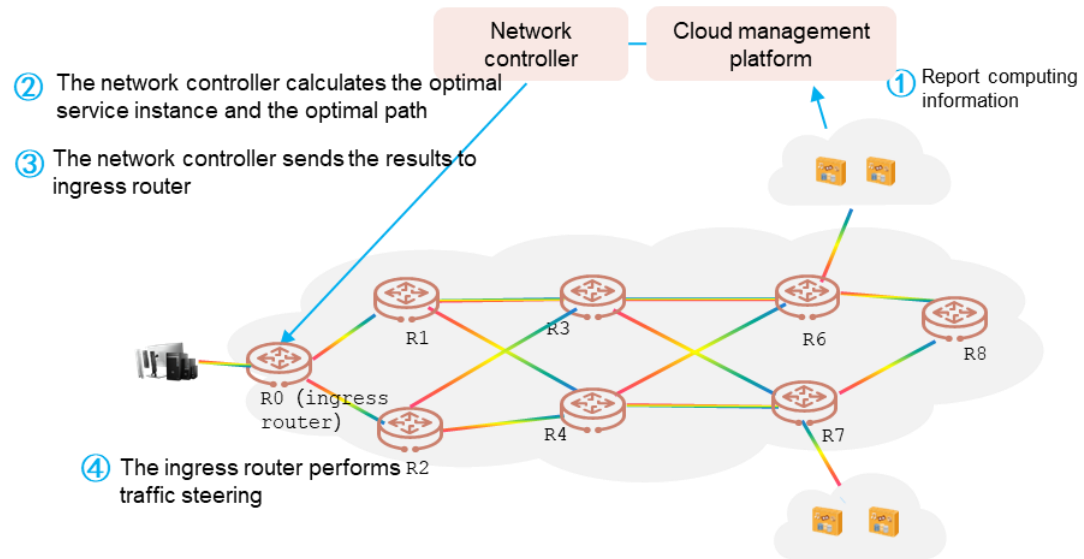 Network
controller
Cloud management
platform
① Report computing
information
② The network controller calculates the optimal
service instance and the optimal path
③ The network controller sends the results to
ingress router
R1
R3
R6
R8
R0 (ingress
router)
R2
R4
R7
④ The ingress router performs
traffic steering